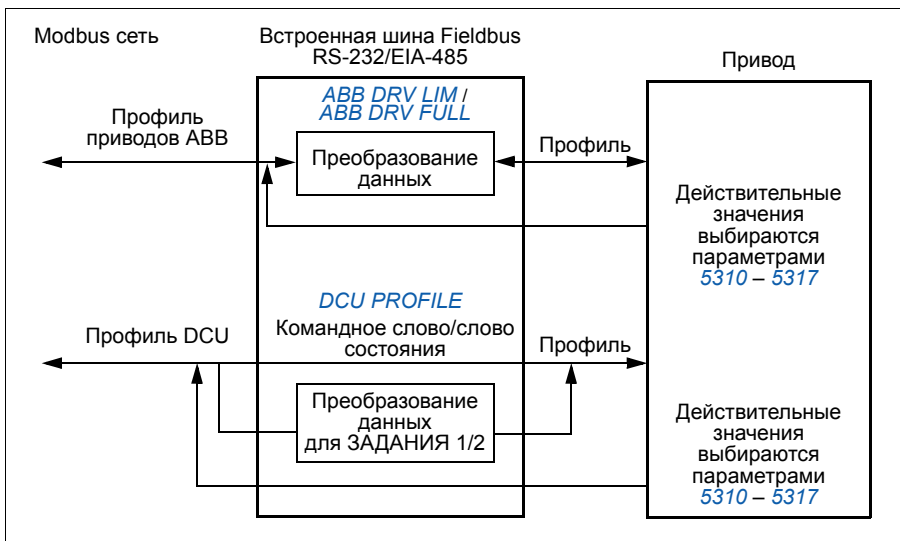 Modbus сеть
Встроенная шина Fieldbus
RS-232/EIA-485
Привод
ABB DRV LIM /
ABB DRV FULL
Профиль
приводов ABB
Преобразование
данных
Профиль
Действительные
значения
выбираются
параметрами
5310 – 5317
DCU PROFILE
Профиль DCU
Командное слово/слово
состояния
Профиль
Преобразование
данных
для ЗАДАНИЯ 1/2
Действительные
значения
выбираются
параметрами
5310 – 5317